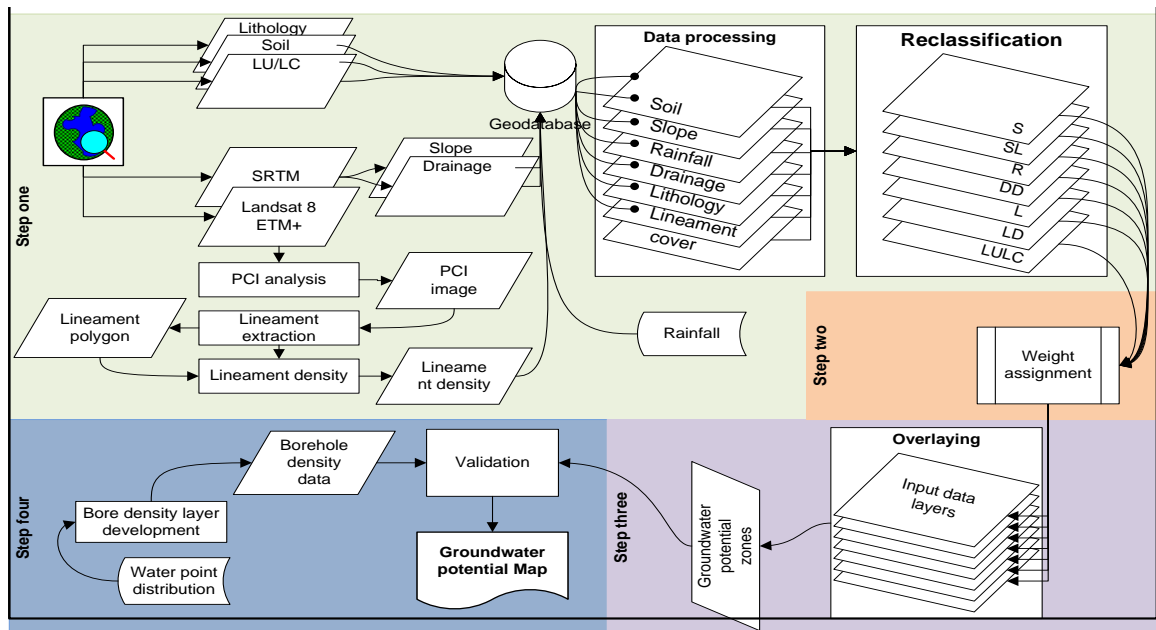 Step one
Lithology
Soil
LU/LC
Geodatabase
SRTM
Landsat 8
ETM+
Slope
Drainage
PCI analysis
PCI
image
Lineament
polygon
Lineament
extraction
Lineament density
Lineame
nt density
Rainfall
Data processing
Soil
Slope
Rainfall
Drainage
Lithology
Lineament
cover
Reclassification
S
SL
R
DD
L
LD
LULC
Step two
Weight
assignment
Step three
Overlaying
Input data
layers
Groundwater
potential
zones
Step four
Borehole
density
data
Validation
Bore density layer
development
Water point
distribution
Groundwater
potential Map